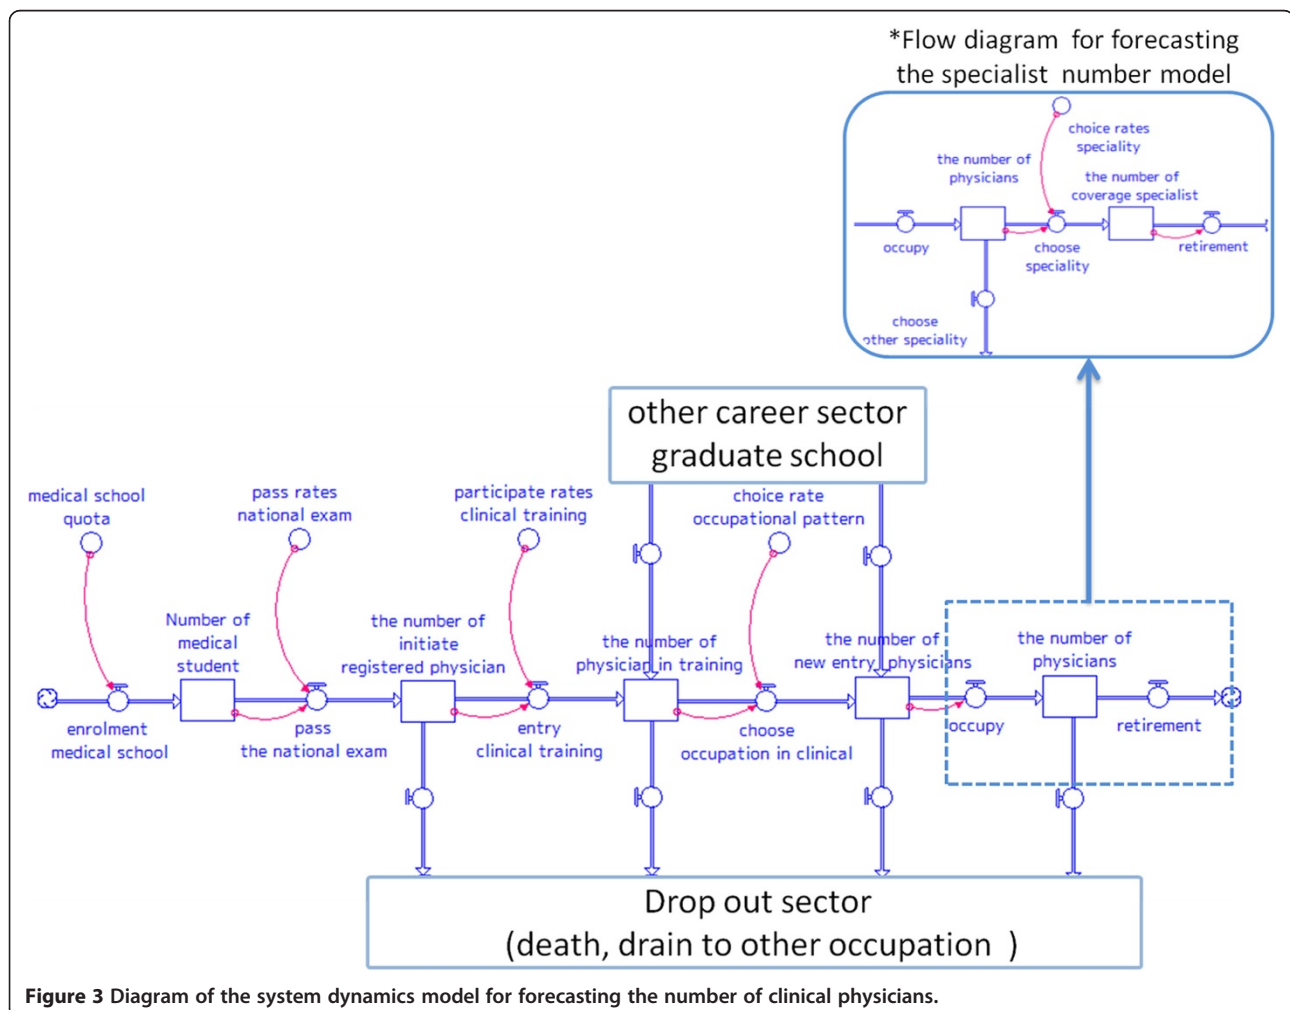 *Flow diagram for forecasting
the specialist number model
choice rates
speciality
the number of
physicians
the number of
coverage specialist
occupy
choose
speciality
retirement
choose
other speciality
other career sector
graduate school
medical school
quota
pass rates
national exam
participate rates
clinical training
choice rate
occupational pattern
Number of
medical
student
the number of
initiate
registered physician
the number of
physician in training
the number of
new entry physicians
the number of
physicians
enrolment
medical school
pass
the national exam
entry
clinical training
choose
occupation in clinical
occupy
retirement
Drop out sector
(death, drain to other occupation )
Figure 3 Diagram of the system dynamics model for forecasting the number of clinical physicians.